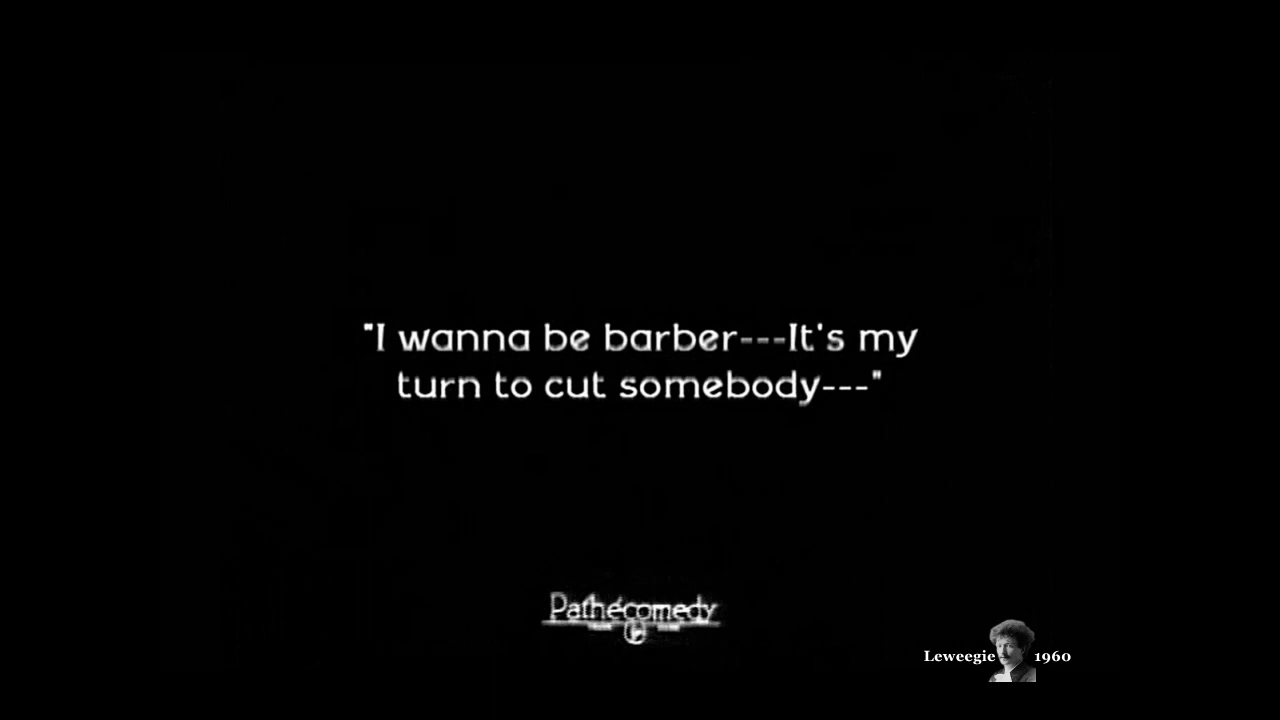 "I wanna be barber---It's my
turn to cut somebody---"
Pathécomedy
Leweegie 1960